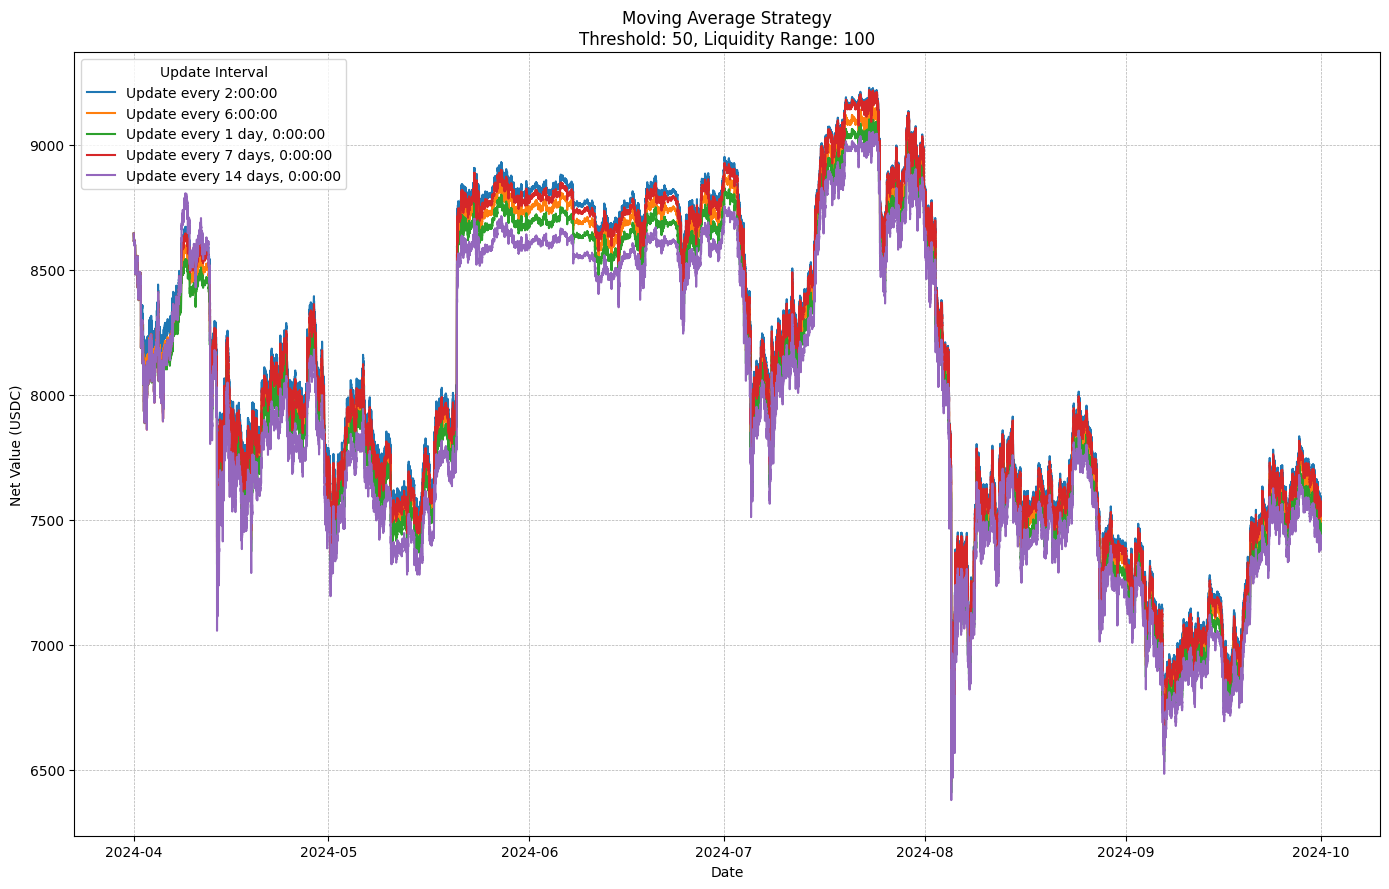 Moving Average Strategy
Threshold: 50, Liquidity Range: 100
Update Interval
Update every 2:00:00
Update every 6:00:00
Update every 1 day, 0:00:00
Update every 7 days, 0:00:00
Update every 14 days, 0:00:00
Net Value (USDC)
9000
8500
8000
7500
7000
6500
2024-04
2024-05
2024-06
2024-07
2024-08
2024-09
2024-10
Date